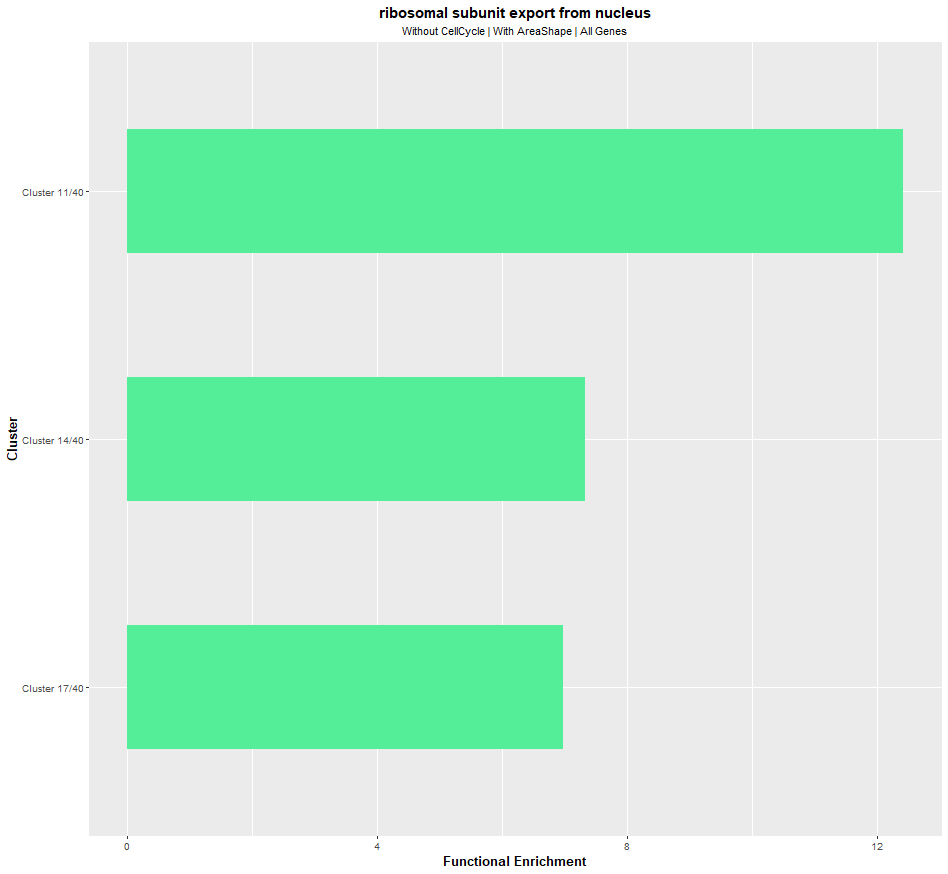 ribosomal subunit export from nucleus
Without CellCycle | With AreaShape | All Genes
Cluster
Cluster 11/40
Cluster 14/40
Cluster 17/40
0 4 8 12
Functional Enrichment